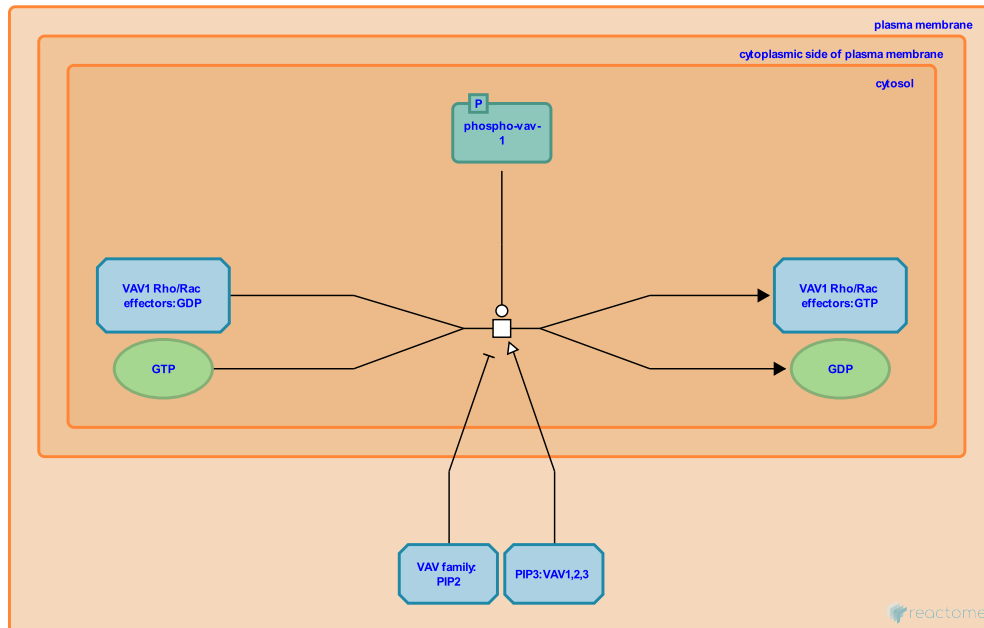 plasma membrane
cytoplasmic side of plasma membrane
cytosol
P
phospho-vav-
1
VAV1 Rho/Rac
effectors:GDP
VAV1 Rho/Rac
effectors:GTP
GTP
GDP
VAV family:
PIP2
PIP3:VAV1,2,3
reactome